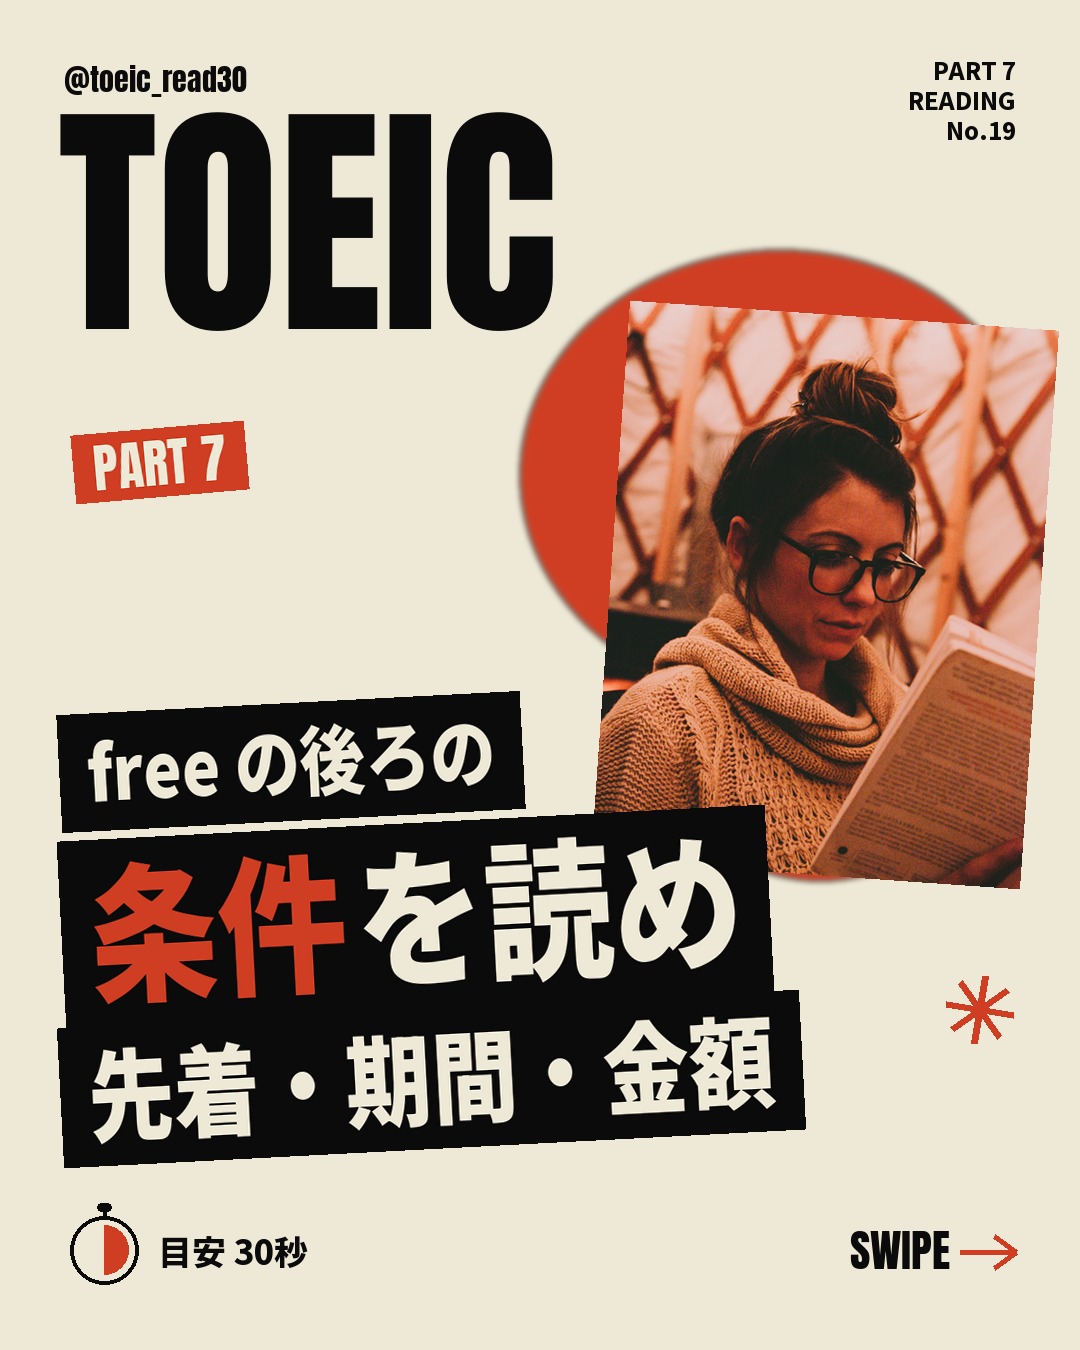 @toeic_read30
PART 7
READING
No.19
TOEIC
PART 7
free の後ろの
条件を読め
先着・期間・金額
目安 30秒
SWIPE